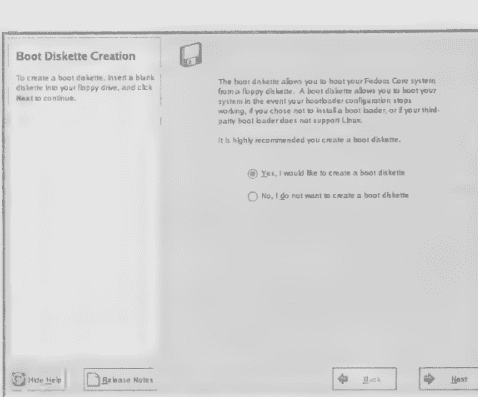 Boot Diskette Creation
To create a boot diskette, insert a blank
diskette into your floppy drive, and click
Next to continue.
The boot diskette allows you to boot your Fedora Core system
from a floppy diskette. A boot diskette allows you to boot your
system in the event your bootloader configuration stops
working, if you chose not to install a boot loader, or if your third-
party boot loader does not support Linux.
It is highly recommended you create a boot diskette.
Yes, I would like to create a boot diskette
No, I do not want to create a boot diskette
Hide Help
Release Notes
Back
Next